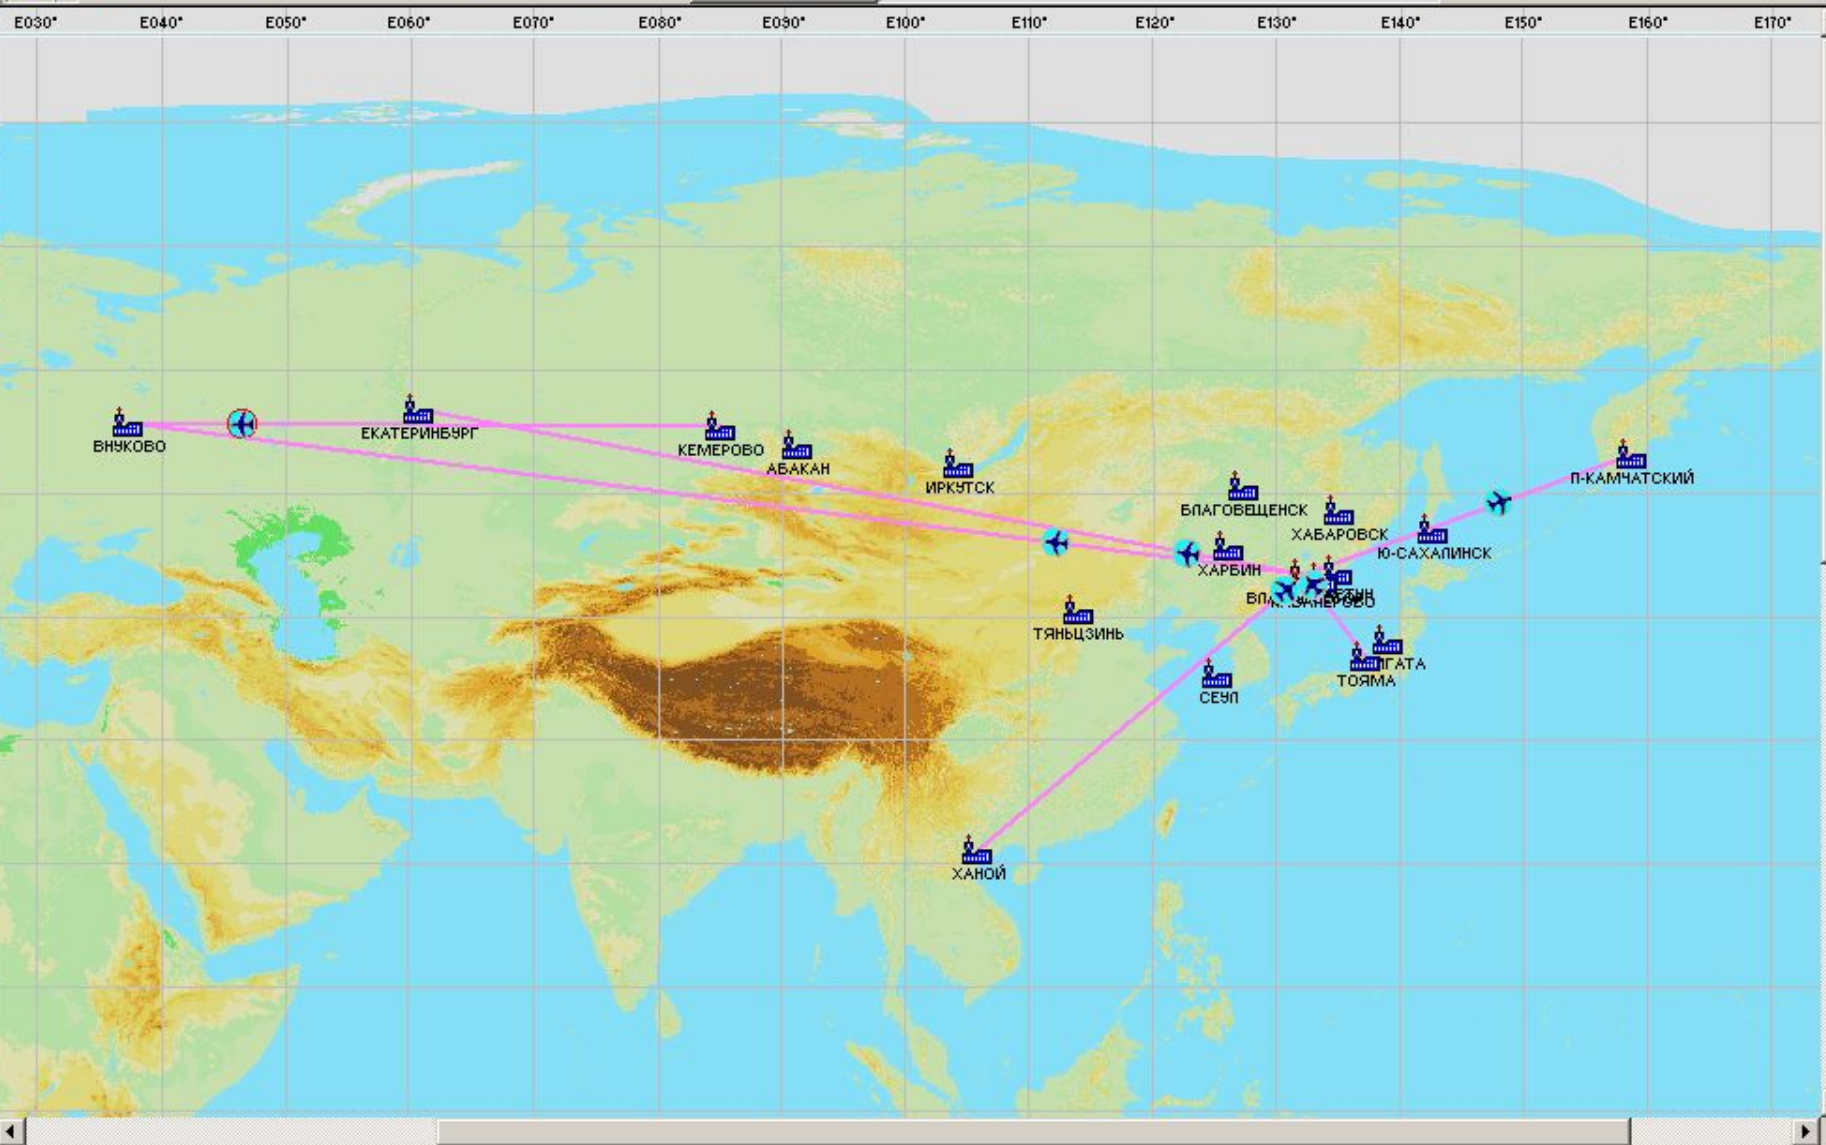 E030° E040° E050° E060° E070° E080° E090° E100° E110° E120° E130° E140° E150° E160° E170°
ВНУКОВО
ЕКАТЕРИНБУРГ
КЕМЕРОВО
АБАКАН
ИРКУТСК
П-КАМЧАТСКИЙ
БЛАГОВЕЩЕНСК
ХАБАРОВСК
Ю-САХАЛИНСК
ХАРБИН
ТЯНЬЦЗИНЬ
ТОЯМА
СЕУЛ
ХАНОЙ